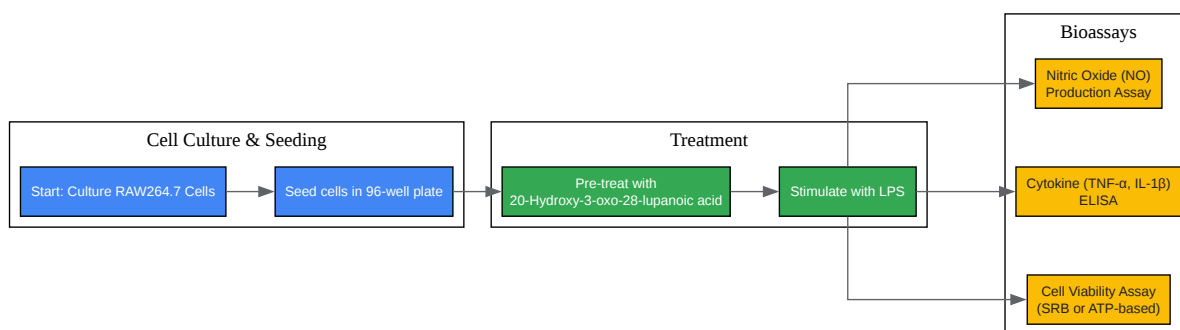 Cell Culture & Seeding
Start: Culture RAW264.7 Cells
Seed cells in 96-well plate
Treatment
Pre-treat with
20-Hydroxy-3-oxo-28-lupanoic acid
Stimulate with LPS
Bioassays
Nitric Oxide (NO)
Production Assay
Cytokine (TNF-α, IL-1β)
ELISA
Cell Viability Assay
(SRB or ATP-based)